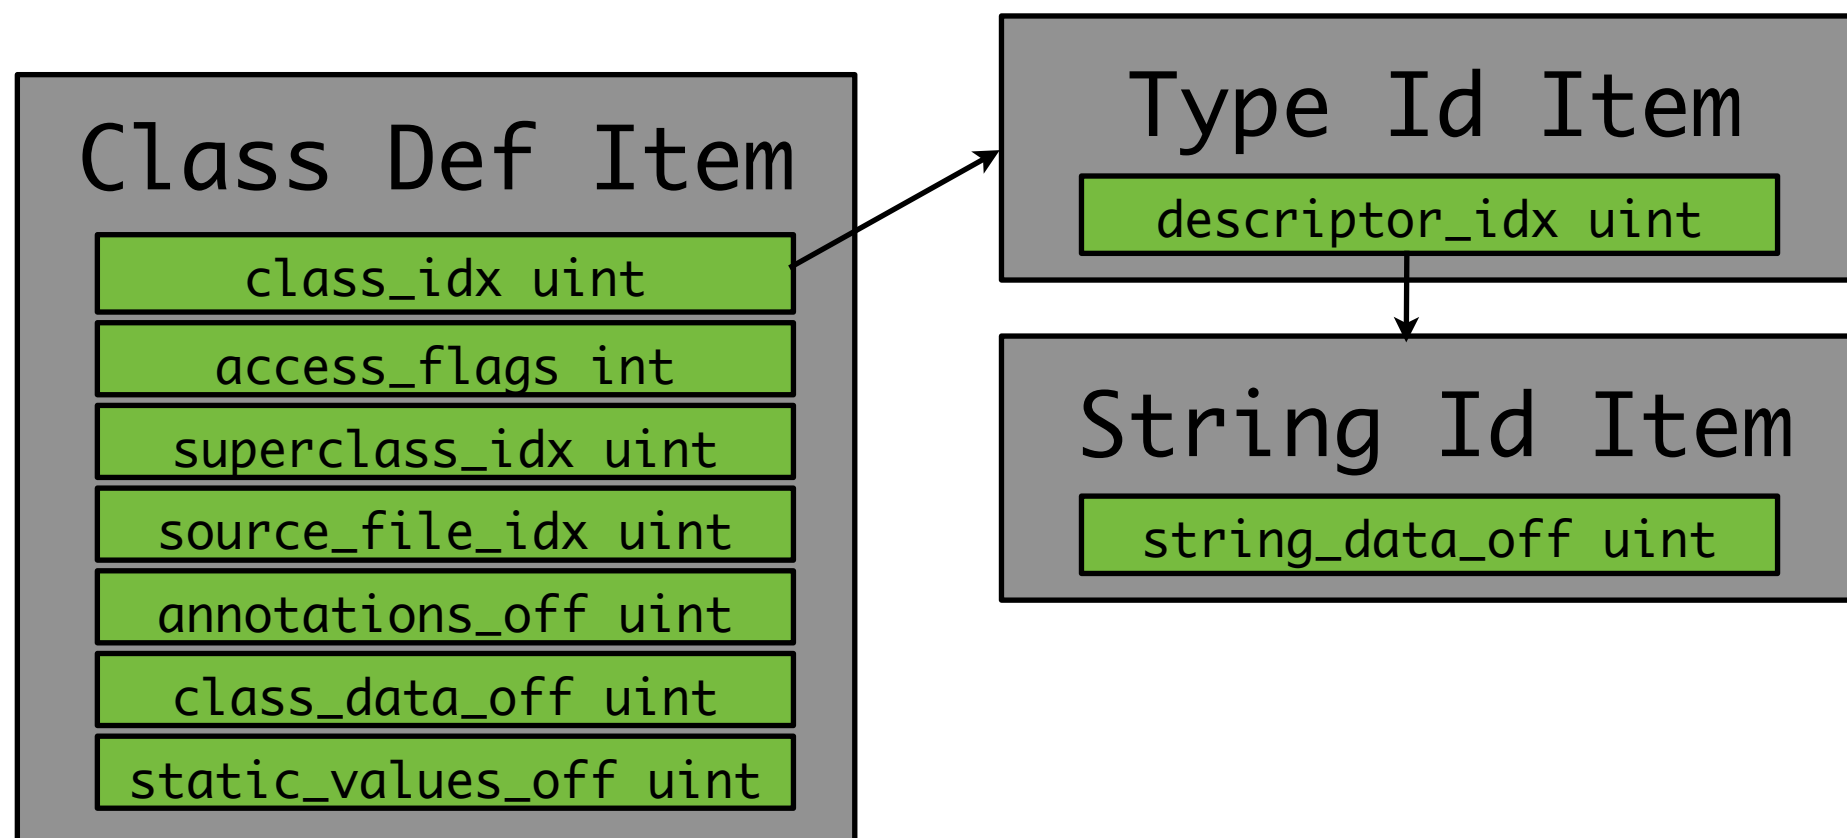 Class Def Item
class_idx uint
access_flags int
superclass_idx uint
source_file_idx uint
annotations_off uint
class_data_off uint
static_values_off uint
Type Id Item
descriptor_idx uint
String Id Item
string_data_off uint